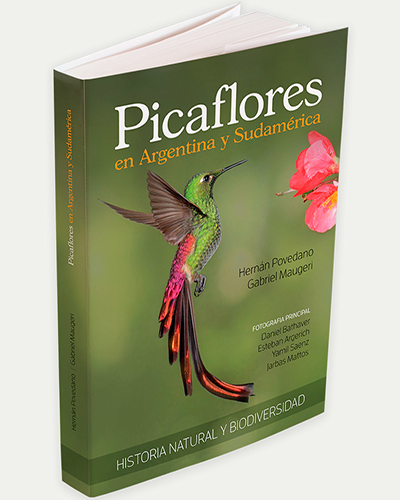 Picaflores
en Argentina y Sudamérica
Hernán Povedano
Gabriel Maugeri
FOTOGRAFÍA PRINCIPAL
Daniel Bathaver
Esteban Argerich
Yamil Saenz
Jarbas Mattos
HISTORIA NATURAL Y BIODIVERSIDAD
Picaflores en Argentina y Sudamérica
Hernán Povedano / Gabriel Maugeri